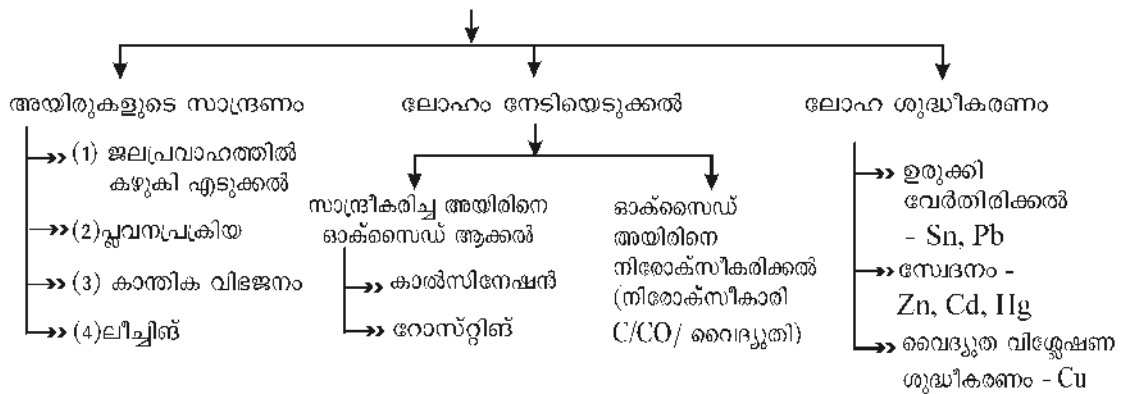 അയിരുകളുടെ സാന്ദ്രണം
(1) ജലപ്രവാഹത്തിൽ
കഴുകി എടുക്കൽ
(2)പ്ലവനപ്രക്രിയ
(3) കാന്തിക വിഭജനം
(4)ലീച്ചിങ്
ലോഹം നേടിയെടുക്കൽ
സാന്ദ്രീകരിച്ച അയിരിനെ
ഓക്സൈഡ് ആക്കൽ
കാൽസിനേഷൻ
റോസ്റ്റിങ്
ഓക്സൈഡ്
അയിരിനെ
നിരോക്സീകരിക്കൽ
(നിരോക്സീകാരി
C/CO/ വൈദ്യുതി)
ലോഹ ശുദ്ധീകരണം
ഉരുക്കി
വേർതിരിക്കൽ
- Sn, Pb
സ്വേദനം -
Zn, Cd, Hg
വൈദ്യുത വിശ്ലേഷണ
ശുദ്ധീകരണം - Cu